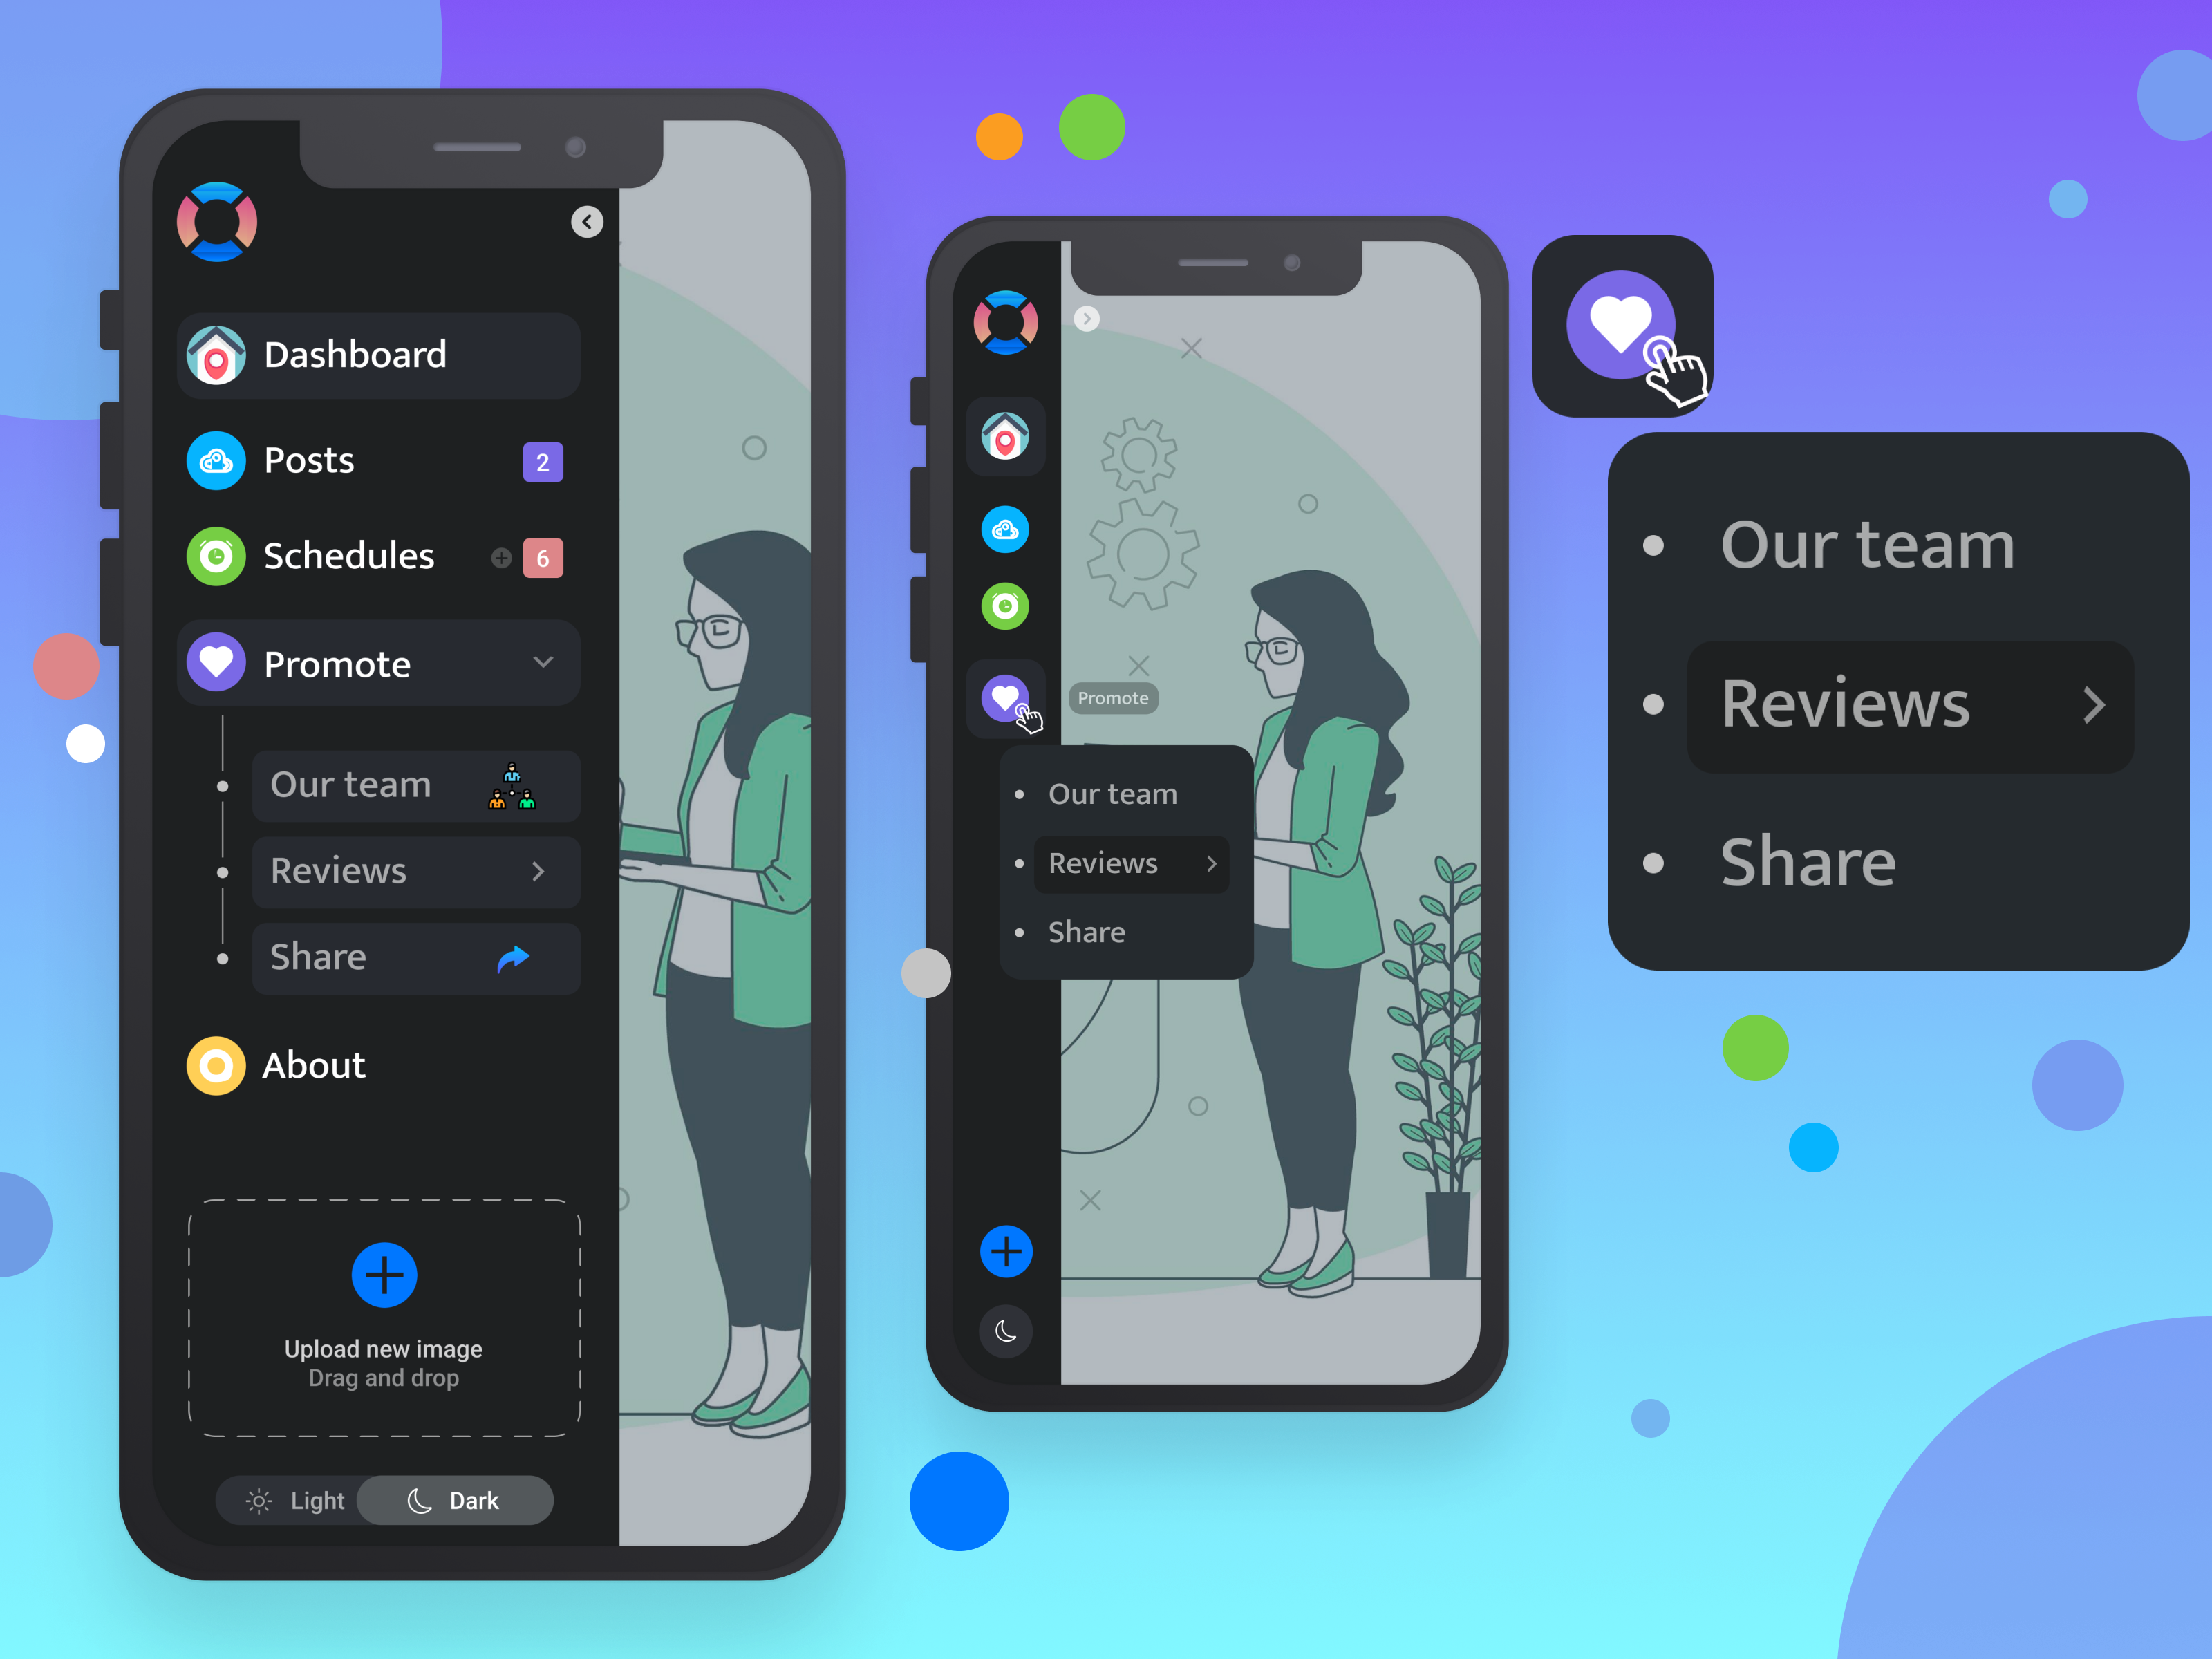 Dashboard
Posts
2
Schedules
6
Promote
Our team
Reviews
Share
About
Upload new image
Drag and drop
Light
Dark
Promote
Our team
Reviews
Share
Our team
Reviews
Share